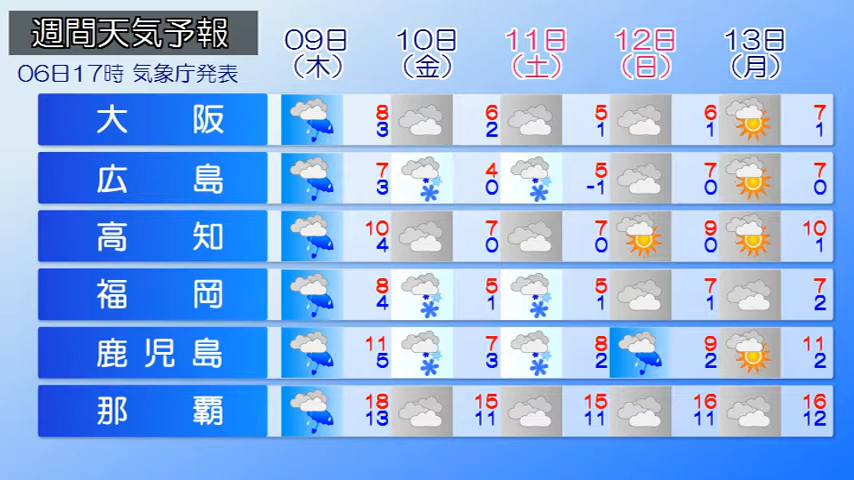 週間天気予報
06日17時 気象庁発表
09日 10日 11日 12日 13日
(木) (金) (土) (日) (月)
大阪 8 3 6 2 5 1 6 1 7 1
広島 7 3 4 0 5 -1 7 0 7 0
高知 10 4 7 0 7 0 9 0 10 1
福岡 8 4 5 1 5 1 7 1 7 2
鹿児島 11 5 7 3 8 2 9 2 11 2
那覇 18 13 15 11 15 11 16 11 16 12